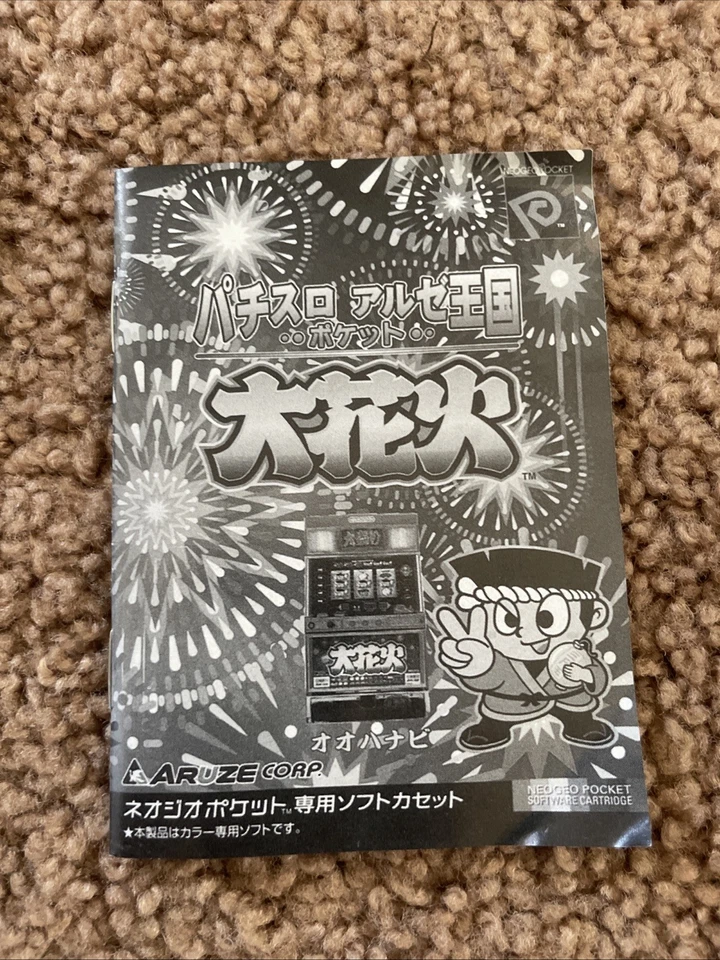 NEOGEO POCKET
TM
パチスロ アルゼ王国
ポケット
大花火
TM
大花火
オオハナビ
ARUZE CORP.
ネオジオポケット™専用ソフトカセット
★本製品はカラー専用ソフトです。
NEOGEO POCKET
SOFTWARE CARTRIDGE